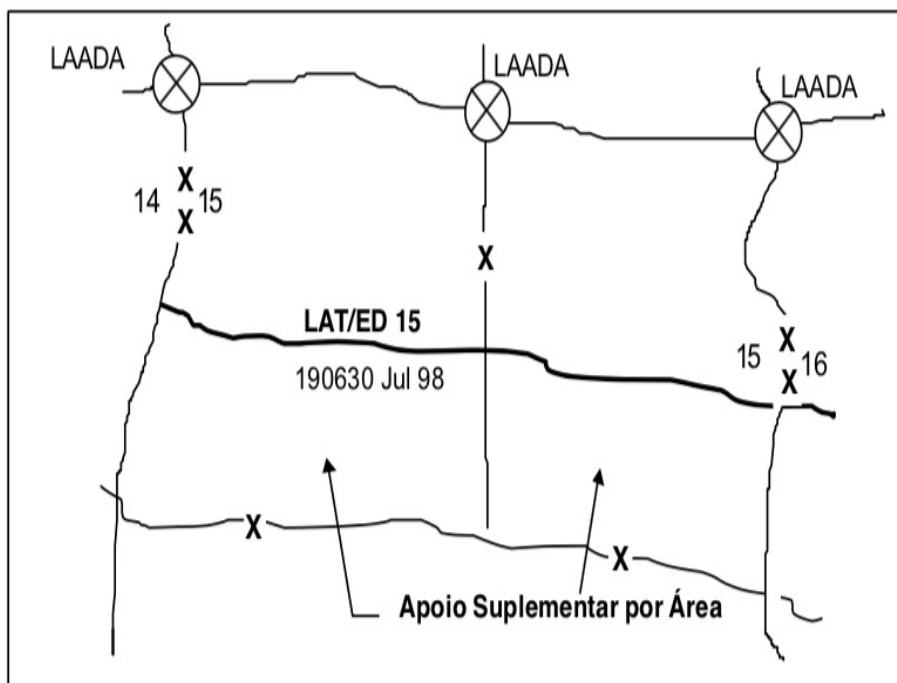 LAADA
LAADA
LAADA
X
14 15
X
X
LAT/ED 15
190630 Jul 98
X
15 16
X
X
X
Apoio Suplementar por Área